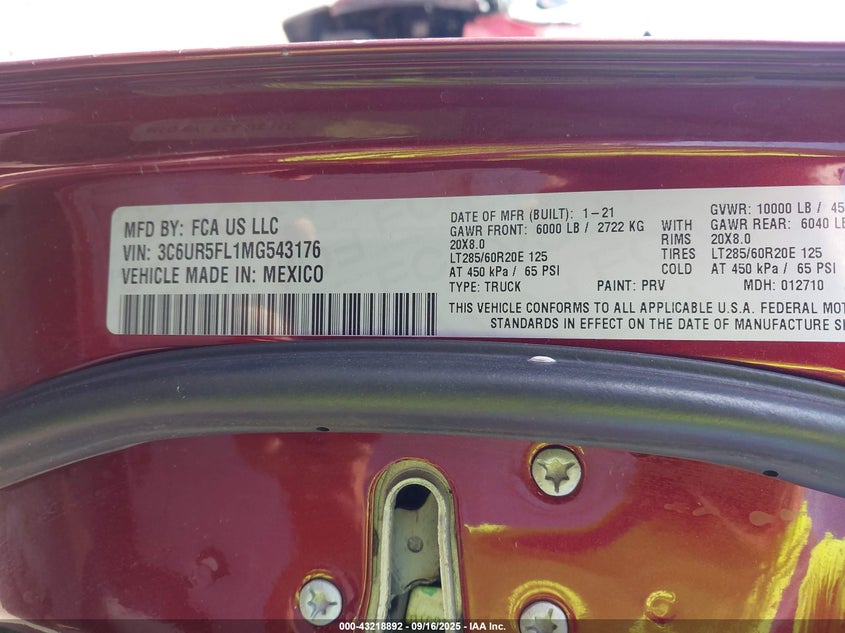 MFD BY: FCA US LLC
VIN: 3C6UR5FL1MG543176
VEHICLE MADE IN: MEXICO
DATE OF MFR (BUILT): 1-21
GVWR: 10000 LB / 45
GAWR FRONT: 6000 LB / 2722 KG WITH GAWR REAR: 6040 LB
20X8.0 RIMS 20X8.0
LT285/60R20E 125 TIRES LT285/60R20E 125
AT 450 kPa / 65 PSI COLD AT 450 kPa / 65 PSI
TYPE: TRUCK PAINT: PRV MDH: 012710
THIS VEHICLE CONFORMS TO ALL APPLICABLE U.S.A. FEDERAL MOT
STANDARDS IN EFFECT ON THE DATE OF MANUFACTURE SH
000-43218892 - 09/16/2025 - IAA Inc.